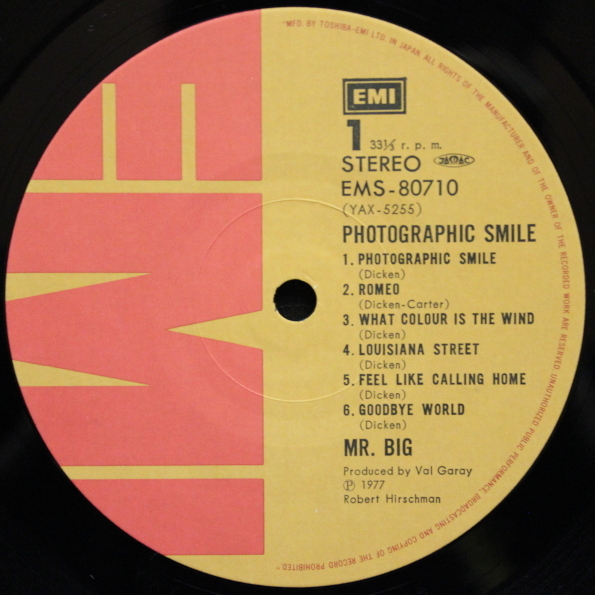 "MFD. BY TOSHIBA-EMI LTD. IN JAPAN. ALL RIGHTS OF THE MANUFACTURER AND OF THE OWNER OF THE RECORDED WORK ARE RESERVED. UNAUTHORIZED PUBLIC PERFORMANCE, BROADCASTING AND COPYING OF THE RECORD PROHIBITED"
EMI
EMI
1 33⅓ r. p. m.
STEREO JASRAC
EMS-80710
(YAX-5255)
PHOTOGRAPHIC SMILE
1. PHOTOGRAPHIC SMILE
(Dicken)
2. ROMEO
(Dicken-Carter)
3. WHAT COLOUR IS THE WIND
(Dicken)
4. LOUISIANA STREET
(Dicken)
5. FEEL LIKE CALLING HOME
(Dicken)
6. GOODBYE WORLD
(Dicken)
MR. BIG
Produced by Val Garay
℗ 1977
Robert Hirschman